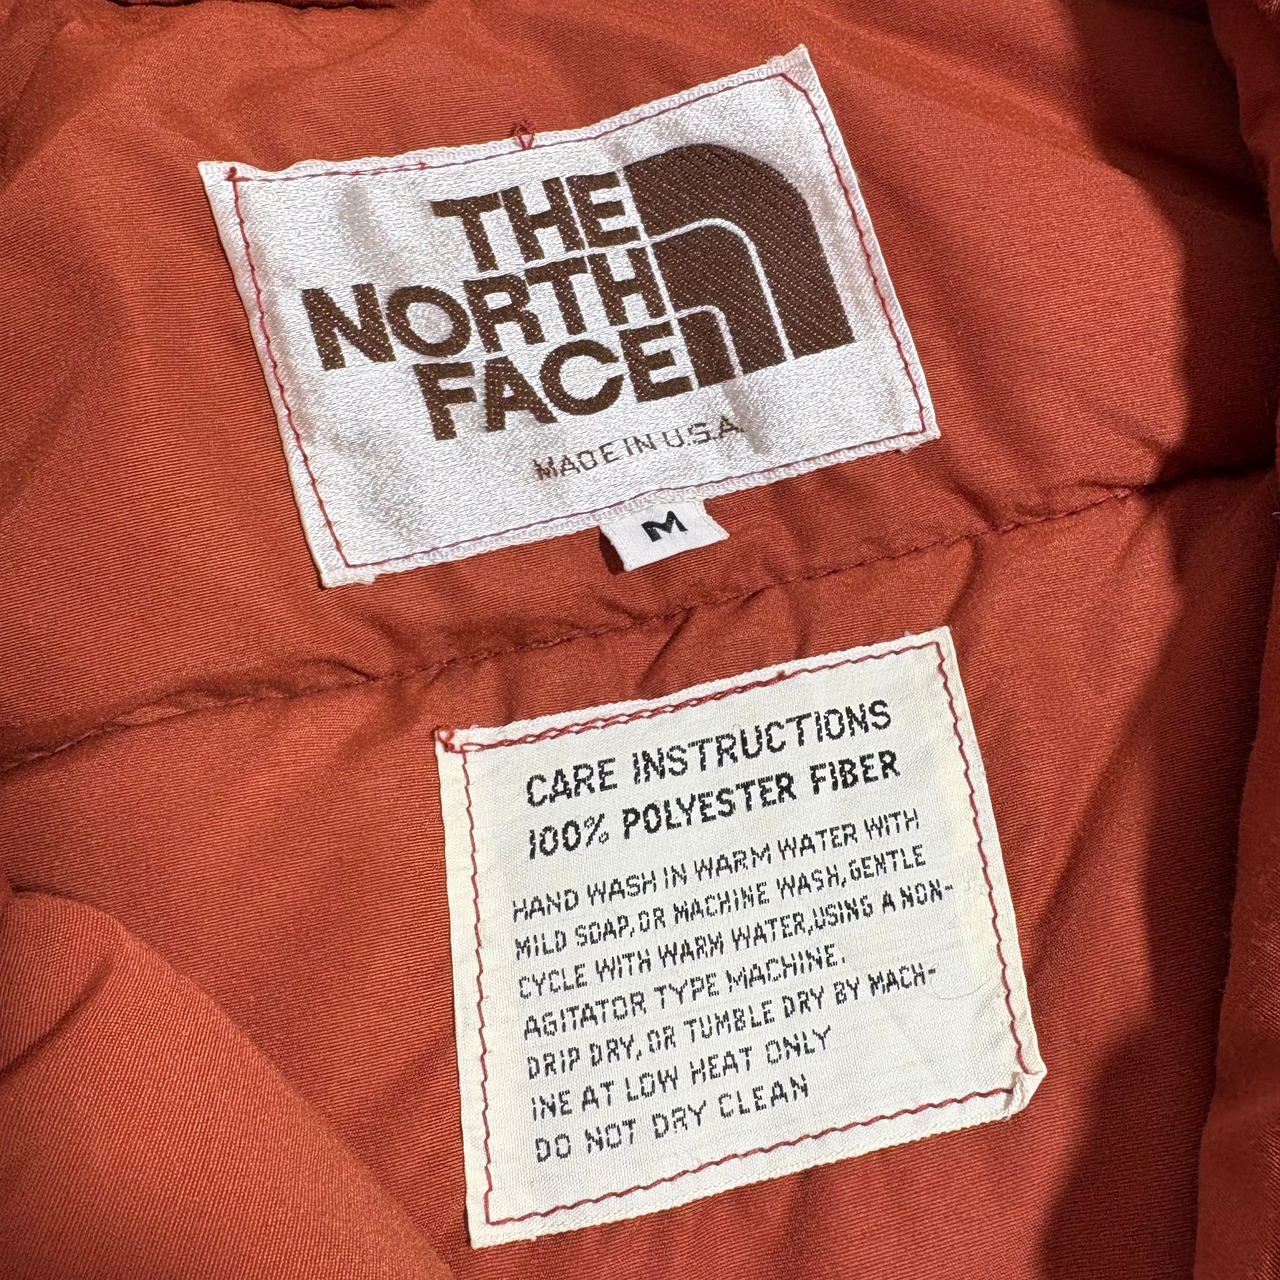 THE
NORTH
FACE
MADE IN U.S.A.
M
CARE INSTRUCTIONS
100% POLYESTER FIBER
HAND WASH IN WARM WATER WITH
MILD SOAP, OR MACHINE WASH, GENTLE
CYCLE WITH WARM WATER, USING A NON-
AGITATOR TYPE MACHINE.
DRIP DRY, OR TUMBLE DRY BY MACH-
INE AT LOW HEAT ONLY
DO NOT DRY CLEAN